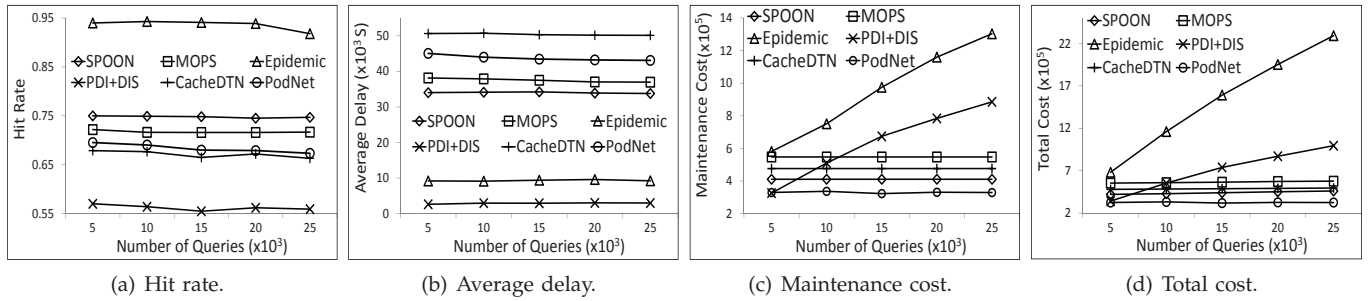 0.95
0.85
0.75
0.65
0.55
Hit Rate
SPOON
MOPS
Epidemic
PDI+DIS
CacheDTN
PodNet
5 10 15 20 25
Number of Queries (x10³)
(a) Hit rate.
50
40
30
20
10
0
Average Delay (x10³ S)
SPOON MOPS Epidemic
PDI+DIS CacheDTN PodNet
5 10 15 20 25
Number of Queries (x10³)
(b) Average delay.
14
12
10
8
6
4
2
Maintenance Cost(x10⁵)
SPOON MOPS
Epidemic PDI+DIS
CacheDTN PodNet
5 10 15 20 25
Number of Queries (x10³)
(c) Maintenance cost.
22
17
12
7
2
Total Cost (x10⁵)
SPOON MOPS
Epidemic PDI+DIS
CacheDTN PodNet
5 10 15 20 25
Number of Queries (x10³)
(d) Total cost.